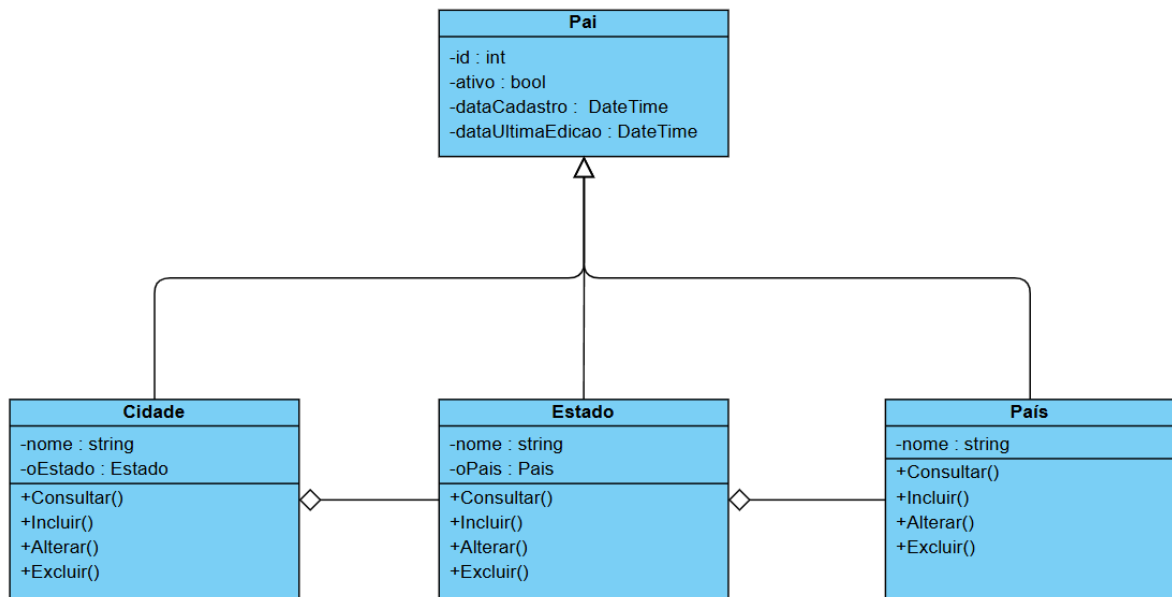 Pai
-id : int
-ativo : bool
-dataCadastro :  DateTime
-dataUltimaEdicao : DateTime
Cidade
-nome : string
-oEstado : Estado
+Consultar()
+Incluir()
+Alterar()
+Excluir()
Estado
-nome : string
-oPais : Pais
+Consultar()
+Incluir()
+Alterar()
+Excluir()
País
-nome : string
+Consultar()
+Incluir()
+Alterar()
+Excluir()